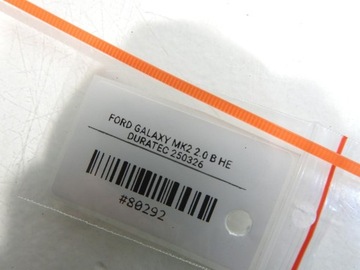 FORD GALAXY MK2 2.0 B HE
DURATEC 250326
#80292